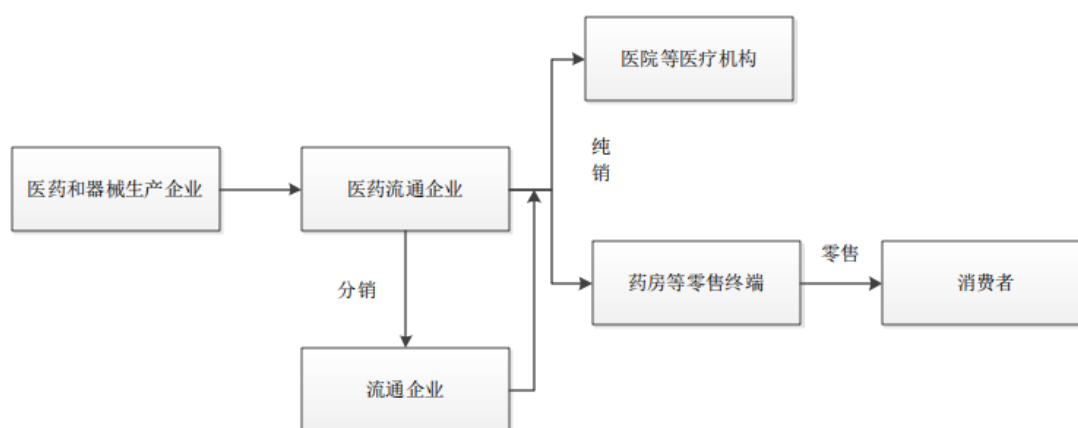 医院等医疗机构
纯
销
医药和器械生产企业
医药流通企业
分销
药房等零售终端
零售
消费者
流通企业